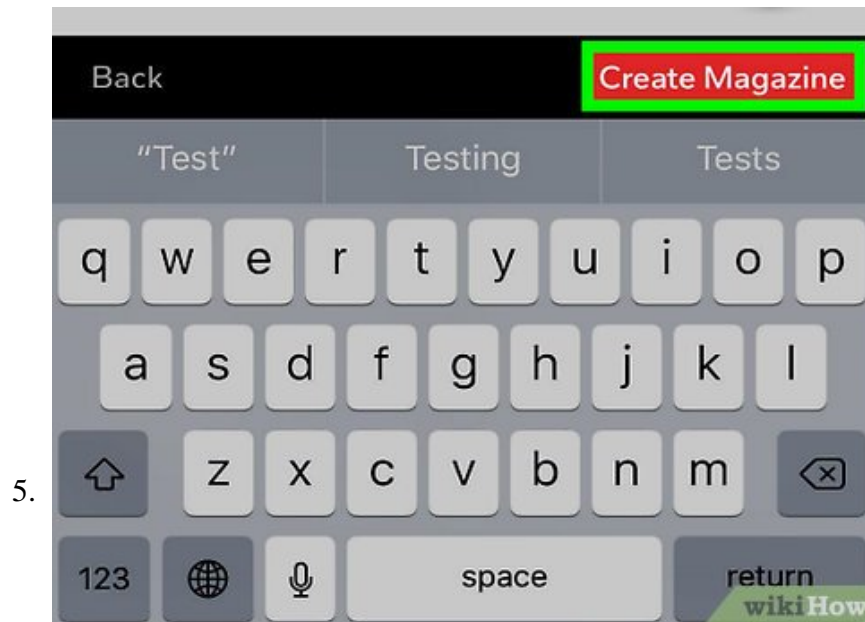 Back Create Magazine
“Test” Testing Tests
q w e r t y u i o p
a s d f g h j k l
5. z x c v b n m
123 space return
wikiHow